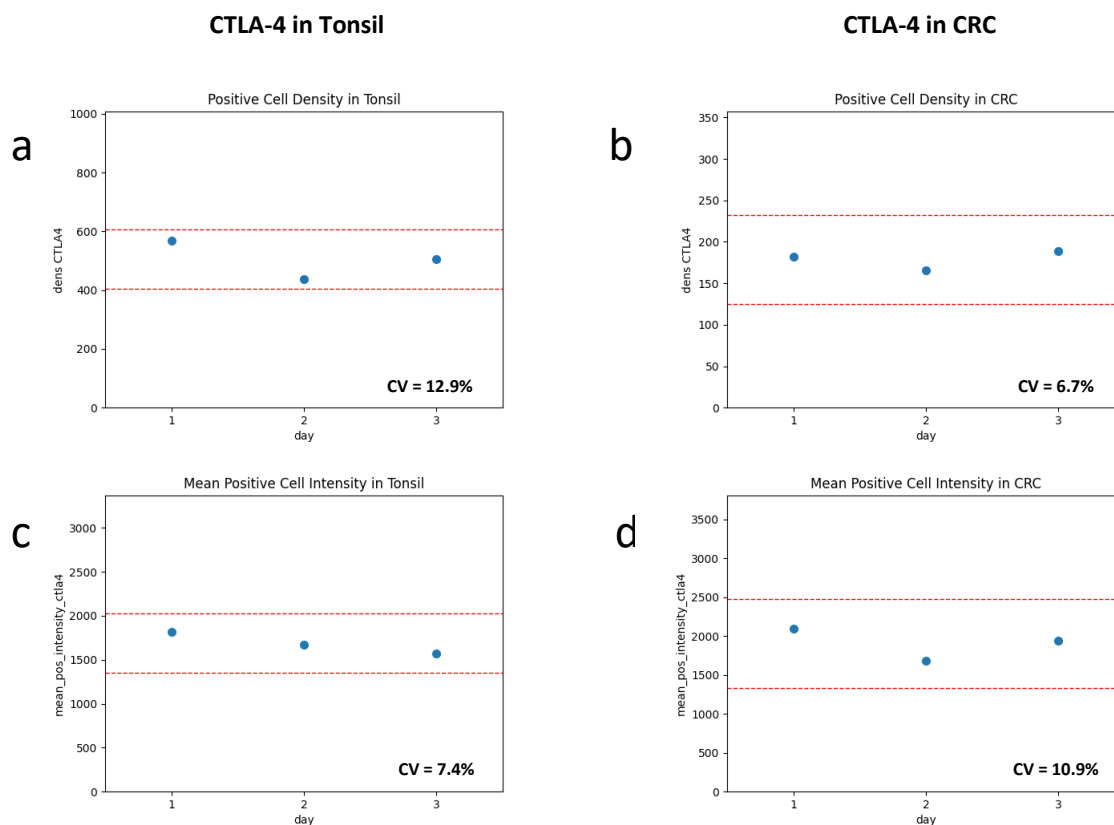 CTLA-4 in Tonsil
CTLA-4 in CRC
a
Positive Cell Density in Tonsil
1000
800
600
400
200
0
dens CTLA4
CV = 12.9%
1 2 3
day
b
Positive Cell Density in CRC
350
300
250
200
150
100
50
0
dens CTLA4
CV = 6.7%
1 2 3
day
c
Mean Positive Cell Intensity in Tonsil
3000
2500
2000
1500
1000
500
0
mean_pos_intensity_ctla4
CV = 7.4%
1 2 3
day
d
Mean Positive Cell Intensity in CRC
3500
3000
2500
2000
1500
1000
500
0
mean_pos_intensity_ctla4
CV = 10.9%
1 2 3
day